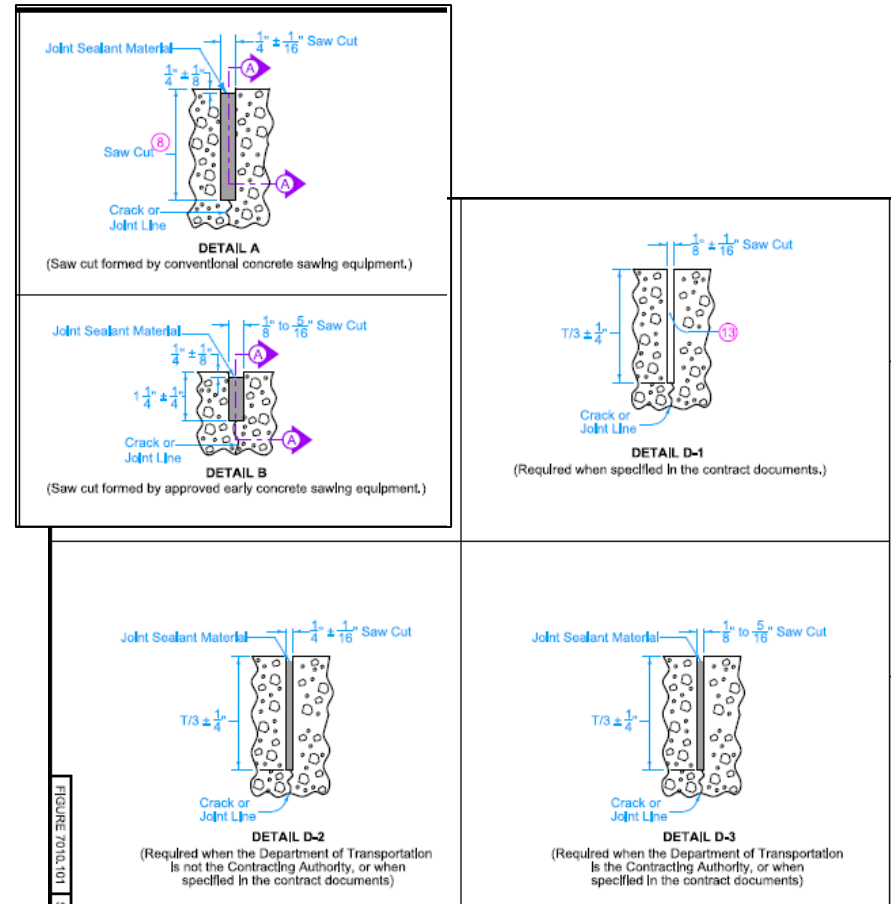 Joint Sealant Material
1/4" ± 1/16" Saw Cut
1/4" ± 1/8"
A
Saw Cut 8
A
Crack or
Joint Line
DETAIL A
(Saw cut formed by conventional concrete sawing equipment.)
Joint Sealant Material
1/8" to 5/16" Saw Cut
1/4" ± 1/8"
A
1 1/4" ± 1/4"
Crack or
Joint Line
A
DETAIL B
(Saw cut formed by approved early concrete sawing equipment.)
1/8" ± 1/16" Saw Cut
T/3 ± 1/4"
13
Crack or
Joint Line
DETAIL D-1
(Required when specified in the contract documents.)
Joint Sealant Material
1/4" ± 1/16" Saw Cut
T/3 ± 1/4"
Crack or
Joint Line
DETAIL D-2
(Required when the Department of Transportation
is not the Contracting Authority, or when
specified in the contract documents)
Joint Sealant Material
1/8" to 5/16" Saw Cut
T/3 ± 1/4"
Crack or
Joint Line
DETAIL D-3
(Required when the Department of Transportation
is the Contracting Authority, or when
specified in the contract documents)
FIGURE 7010.101